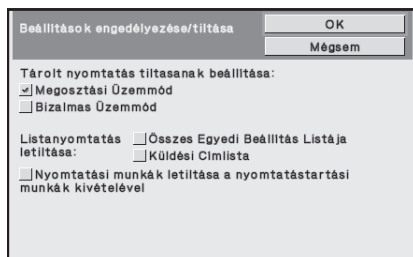 Beállítások engedélyezése/tiltása
OK
Mégsem
Tárolt nyomtatás tiltasanak beállítása:
Megosztási Üzemmód
Bizalmas Üzemmód
Listanyomtatás letiltása:
Összes Egyedi Beállítás Listája
Küldési Címlista
Nyomtatási munkák letiltása a nyomtatástartási
munkák kivételével